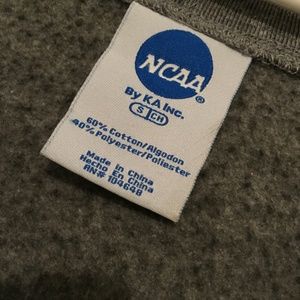 NCAA®
By KA Inc.
S CH
60% Cotton/Algodon
40% Polyester/Poliester
Made in China
Hecho En China
RN# 104648